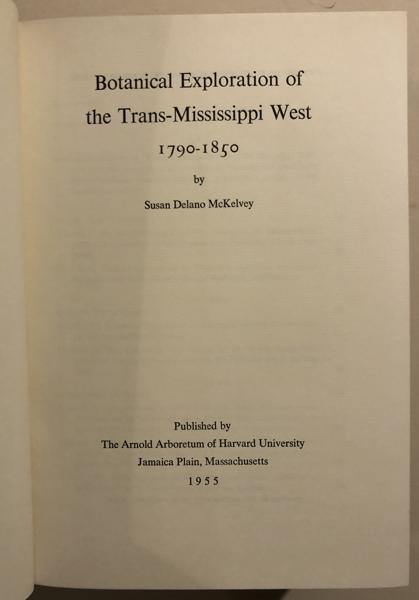 Botanical Exploration of
the Trans-Mississippi West
1790-1850
by
Susan Delano McKelvey
Published by
The Arnold Arboretum of Harvard University
Jamaica Plain, Massachusetts
1955